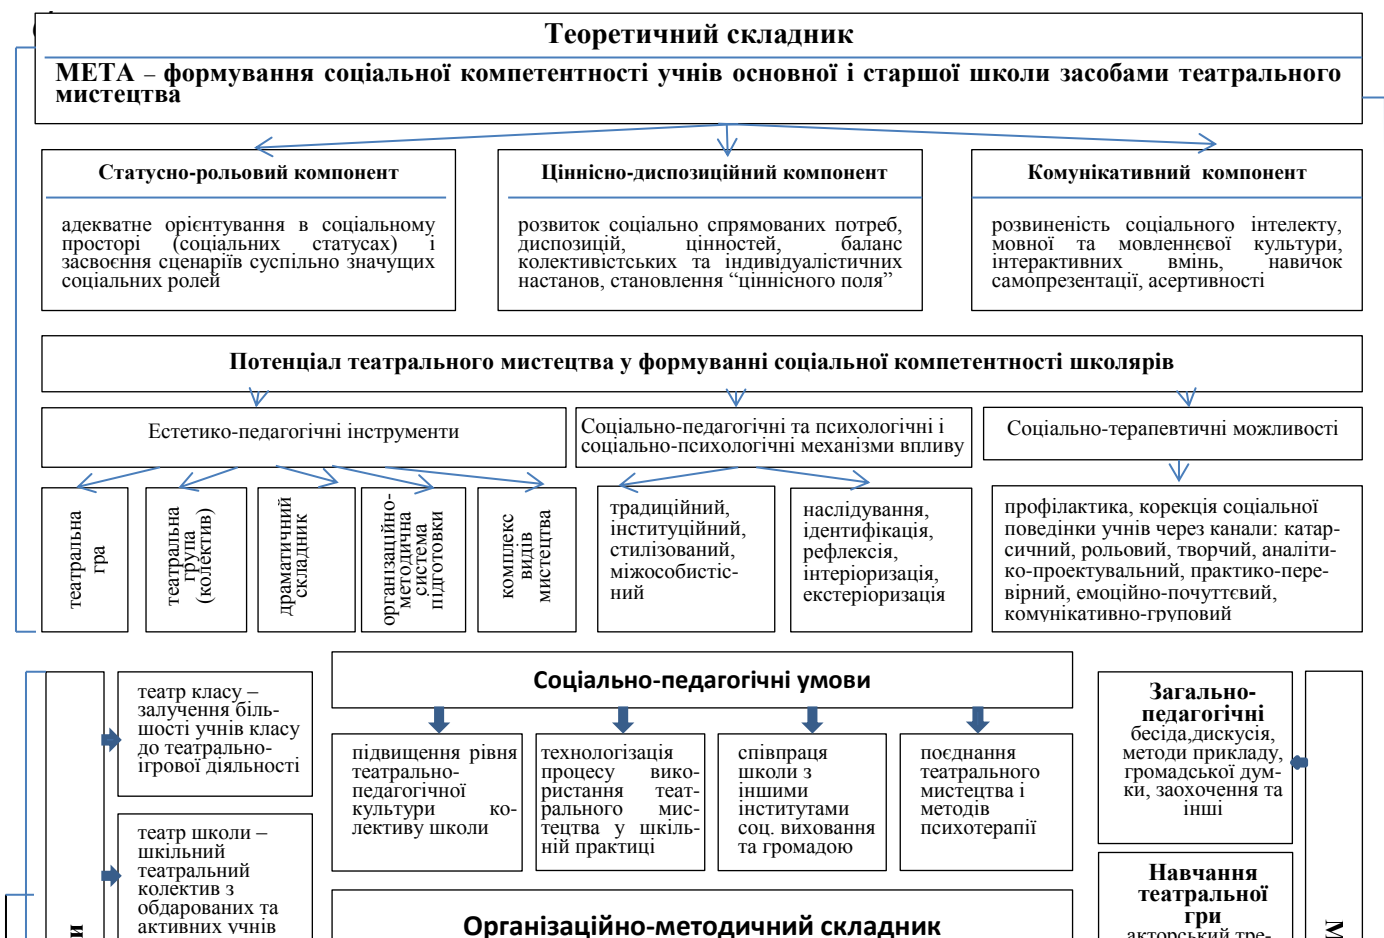 Теоретичний складник
МЕТА – формування соціальної компетентності учнів основної і старшої школи засобами театрального
мистецтва
Статусно-рольовий компонент
адекватне орієнтування в соціальному
просторі (соціальних статусах) і
засвоєння сценаріїв суспільно значущих
соціальних ролей
Ціннісно-диспозиційний компонент
розвиток соціально спрямованих потреб,
диспозицій, цінностей, баланс
колективістських та індивідуалістичних
настанов, становлення “ціннісного поля”
Комунікативний компонент
розвиненість соціального інтелекту,
мовної та мовленнєвої культури,
інтерактивних вмінь, навичок
самопрезентації, асертивності
Потенціал театрального мистецтва у формуванні соціальної компетентності школярів
Естетико-педагогічні інструменти
Соціально-педагогічні та психологічні і
соціально-психологічні механізми впливу
Соціально-терапевтичні можливості
театральна
гра
театральна
група
(колектив)
драматичний
складник
організаційно-
методична
система
підготовки
комплекс
видів
мистецтва
традиційний,
інституційний,
стилізований,
міжособистіс-
ний
наслідування,
ідентифікація,
рефлексія,
інтеріоризація,
екстеріоризація
профілактика, корекція соціальної
поведінки учнів через канали: катар-
сичний, рольовий, творчий, аналіти-
ко-проектувальний, практико-пере-
вірний, емоційно-почуттєвий,
комунікативно-груповий
театр класу –
залучення біль-
шості учнів класу
до театрально-
ігрової діяльності
театр школи –
шкільний
театральний
колектив з
обдарованих та
активних учнів
Соціально-педагогічні умови
підвищення рівня
театрально-
педагогічної
культури ко-
лективу школи
технологізація
процесу вико-
ристання теат-
рального мис-
тецтва у шкіль-
ній практиці
співпраця
школи з
іншими
інститутами
соц. виховання
та громадою
поєднання
театрального
мистецтва і
методів
психотерапії
Організаційно-методичний складник
Загально-
педагогічні
бесіда,дискусія,
методи прикладу,
громадської дум-
ки, заохочення та
інші
Навчання
театральної
гри
акторський тре-